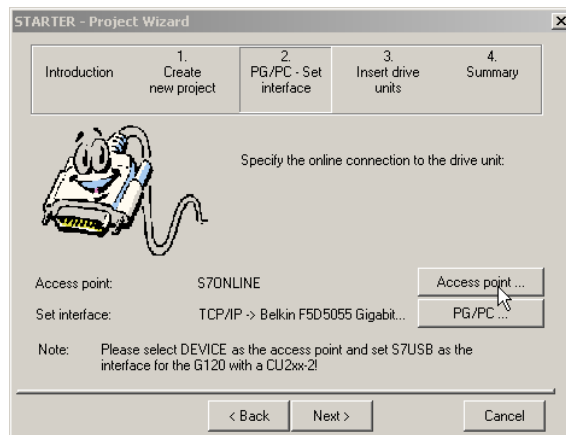 STARTER - Project Wizard
Introduction
1.
Create
new project
2.
PG/PC - Set
interface
3.
Insert drive
units
4.
Summary
Specify the online connection to the drive unit:
Access point: S7ONLINE Access point ...
Set interface: TCP/IP -> Belkin F5D5055 Gigabit... PG/PC ...
Note: Please select DEVICE as the access point and set S7USB as the
interface for the G120 with a CU2xx-2!
< Back Next > Cancel